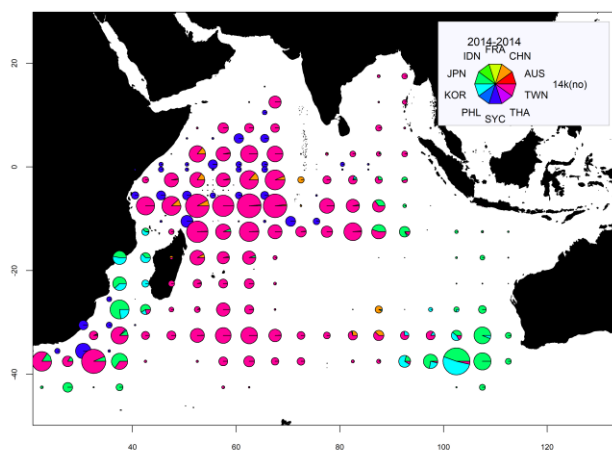 2014-2014
FRA
IDN CHN
JPN AUS
KOR TWN 14k(no)
PHL THA
SYC
20
0
-20
-40
40 60 80 100 120